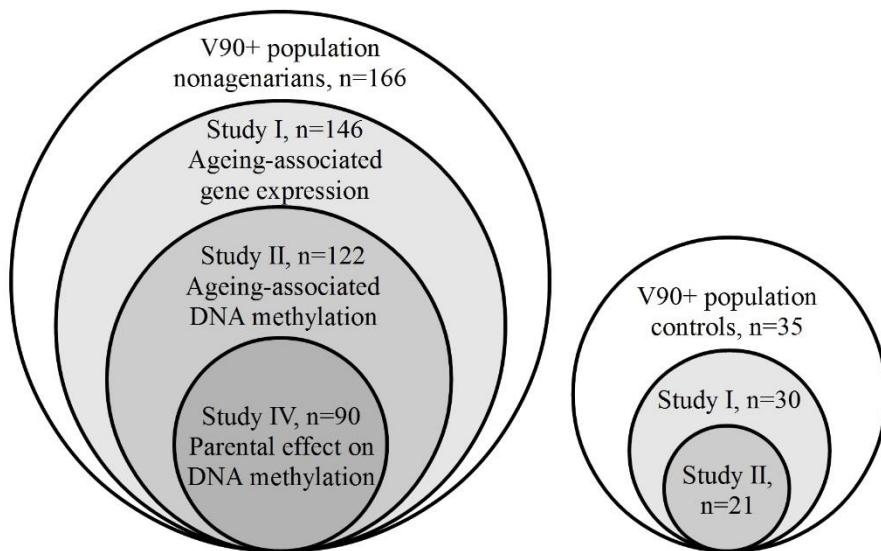 V90+ population
nonagenarians, n=166
Study I, n=146
Ageing-associated
gene expression
Study II, n=122
Ageing-associated
DNA methylation
Study IV, n=90
Parental effect on
DNA methylation
V90+ population
controls, n=35
Study I, n=30
Study II,
n=21